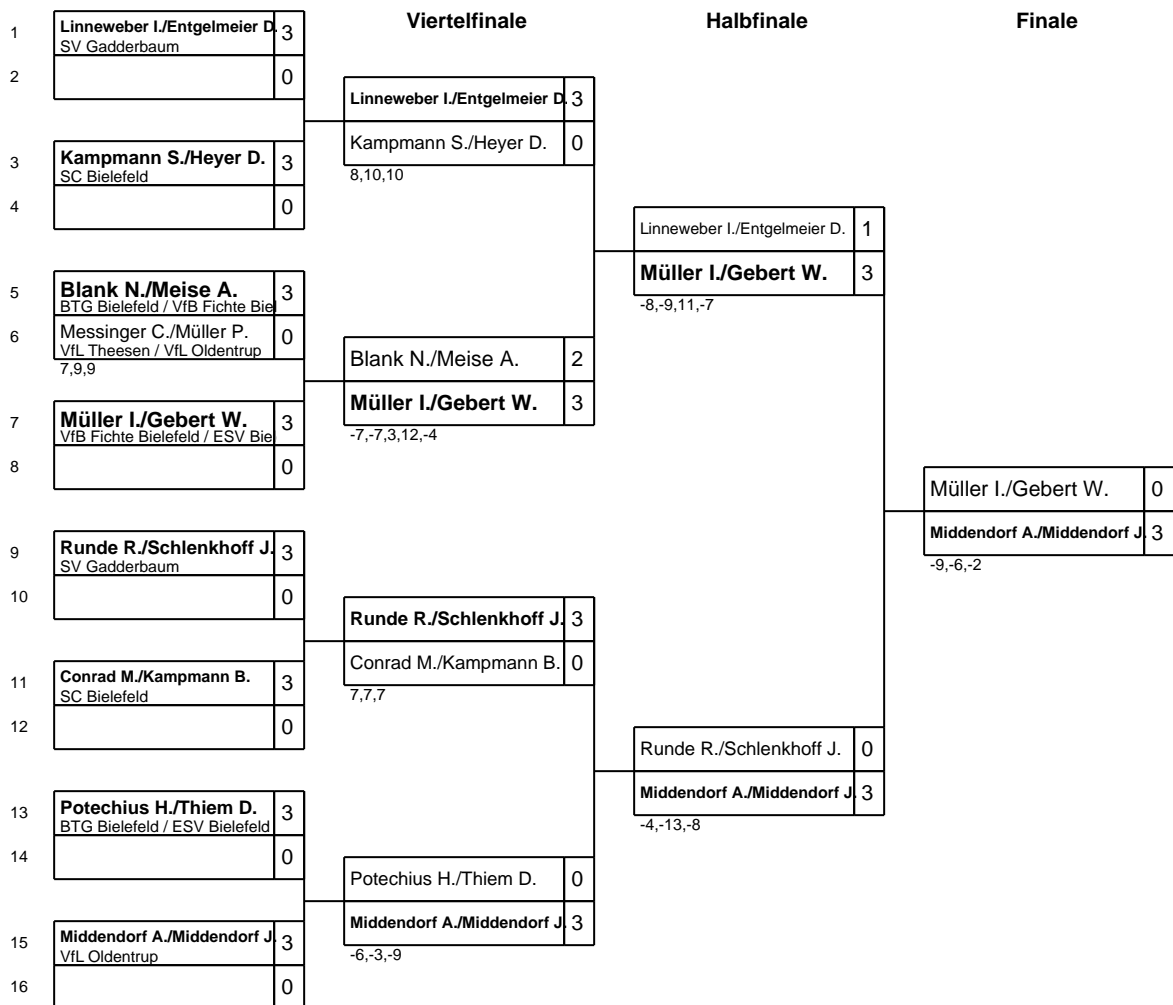 Viertelfinale
Halbfinale
Finale
1
Linneweber I./Entgelmeier D. 3
SV Gadderbaum
2
0
Linneweber I./Entgelmeier D. 3
Kampmann S./Heyer D. 0
8,10,10
3
Kampmann S./Heyer D. 3
SC Bielefeld
4
0
Linneweber I./Entgelmeier D. 1
Müller I./Gebert W. 3
-8,-9,11,-7
5
Blank N./Meise A. 3
BTG Bielefeld / VfB Fichte Biel
6
Messinger C./Müller P. 0
VfL Theesen / VfL Oldentrup
7,9,9
Blank N./Meise A. 2
Müller I./Gebert W. 3
-7,-7,3,12,-4
7
Müller I./Gebert W. 3
VfB Fichte Bielefeld / ESV Biel
8
0
Müller I./Gebert W. 0
Middendorf A./Middendorf J. 3
-9,-6,-2
9
Runde R./Schlenkhoff J. 3
SV Gadderbaum
10
0
Runde R./Schlenkhoff J. 3
Conrad M./Kampmann B. 0
7,7,7
11
Conrad M./Kampmann B. 3
SC Bielefeld
12
0
Runde R./Schlenkhoff J. 0
Middendorf A./Middendorf J. 3
-4,-13,-8
13
Potechius H./Thiem D. 3
BTG Bielefeld / ESV Bielefeld
14
0
Potechius H./Thiem D. 0
Middendorf A./Middendorf J. 3
-6,-3,-9
15
Middendorf A./Middendorf J. 3
VfL Oldentrup
16
0